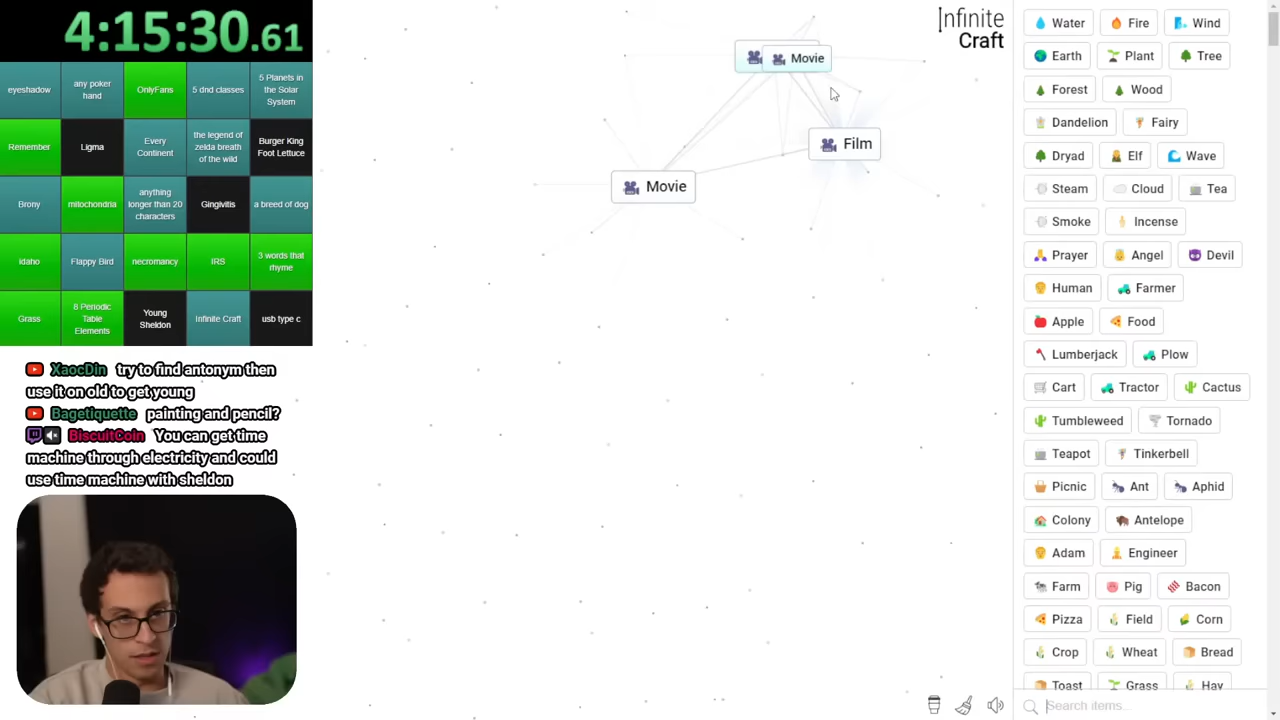 4:15:30.61
eyeshadow
any poker
hand
OnlyFans
5 dnd classes
5 Planets in
the Solar
System
Remember
Ligma
Every
Continent
the legend of
zelda breath
of the wild
Burger King
Foot Lettuce
Brony
mitochondria
anything
longer than 20
characters
Gingivitis
a breed of dog
Idaho
Flappy Bird
necromancy
IRS
3 words that
rhyme
Grass
8 Periodic
Table
Elements
Young
Sheldon
Infinite Craft
usb type c
XaocDin try to find antonym then
use it on old to get young
Bagetiquette painting and pencil?
BiscuitCoin You can get time
machine through electricity and could
use time machine with sheldon
Movie
Film
Movie
Infinite
Craft
Water Fire Wind
Earth Plant Tree
Forest Wood
Dandelion Fairy
Dryad Elf Wave
Steam Cloud Tea
Smoke Incense
Prayer Angel Devil
Human Farmer
Apple Food
Lumberjack Plow
Cart Tractor Cactus
Tumbleweed Tornado
Teapot Tinkerbell
Picnic Ant Aphid
Colony Antelope
Adam Engineer
Farm Pig Bacon
Pizza Field Corn
Crop Wheat Bread
Toast Grass Hay
Search items...